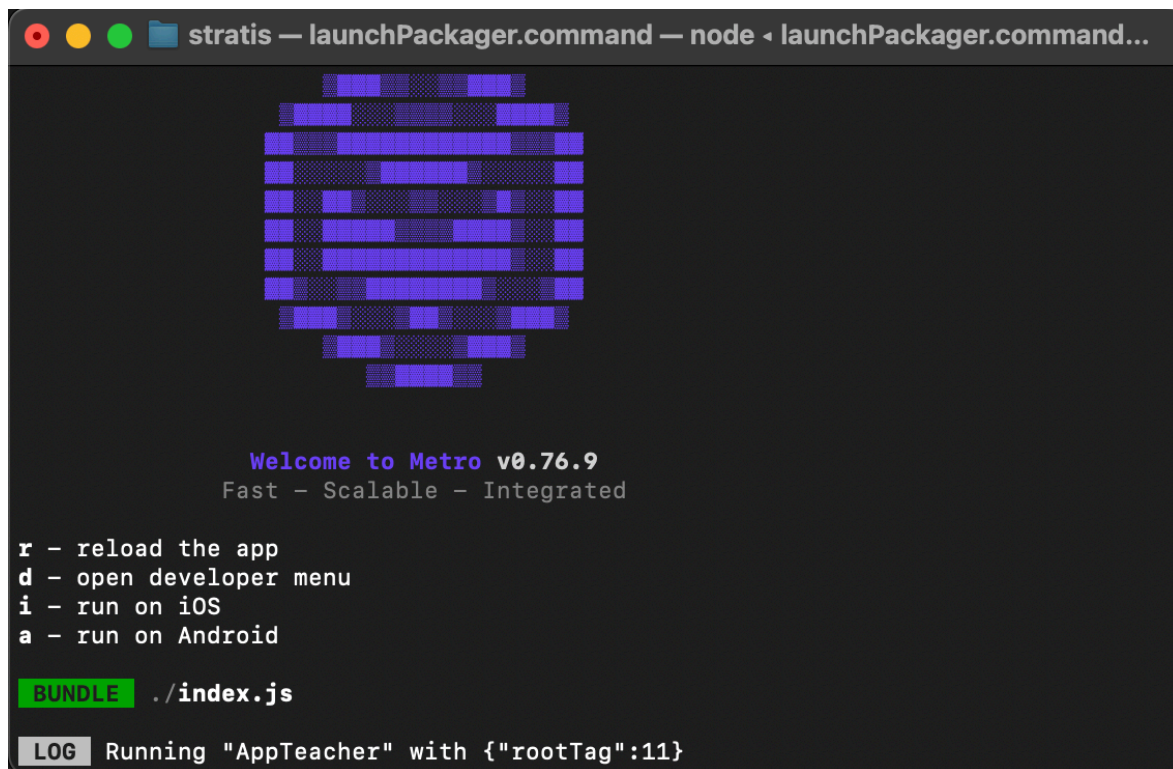 stratis — launchPackager.command — node ◂ launchPackager.command...
Welcome to Metro v0.76.9
Fast - Scalable - Integrated
r - reload the app
d - open developer menu
i - run on iOS
a - run on Android
BUNDLE ./index.js
LOG Running "AppTeacher" with {"rootTag":11}